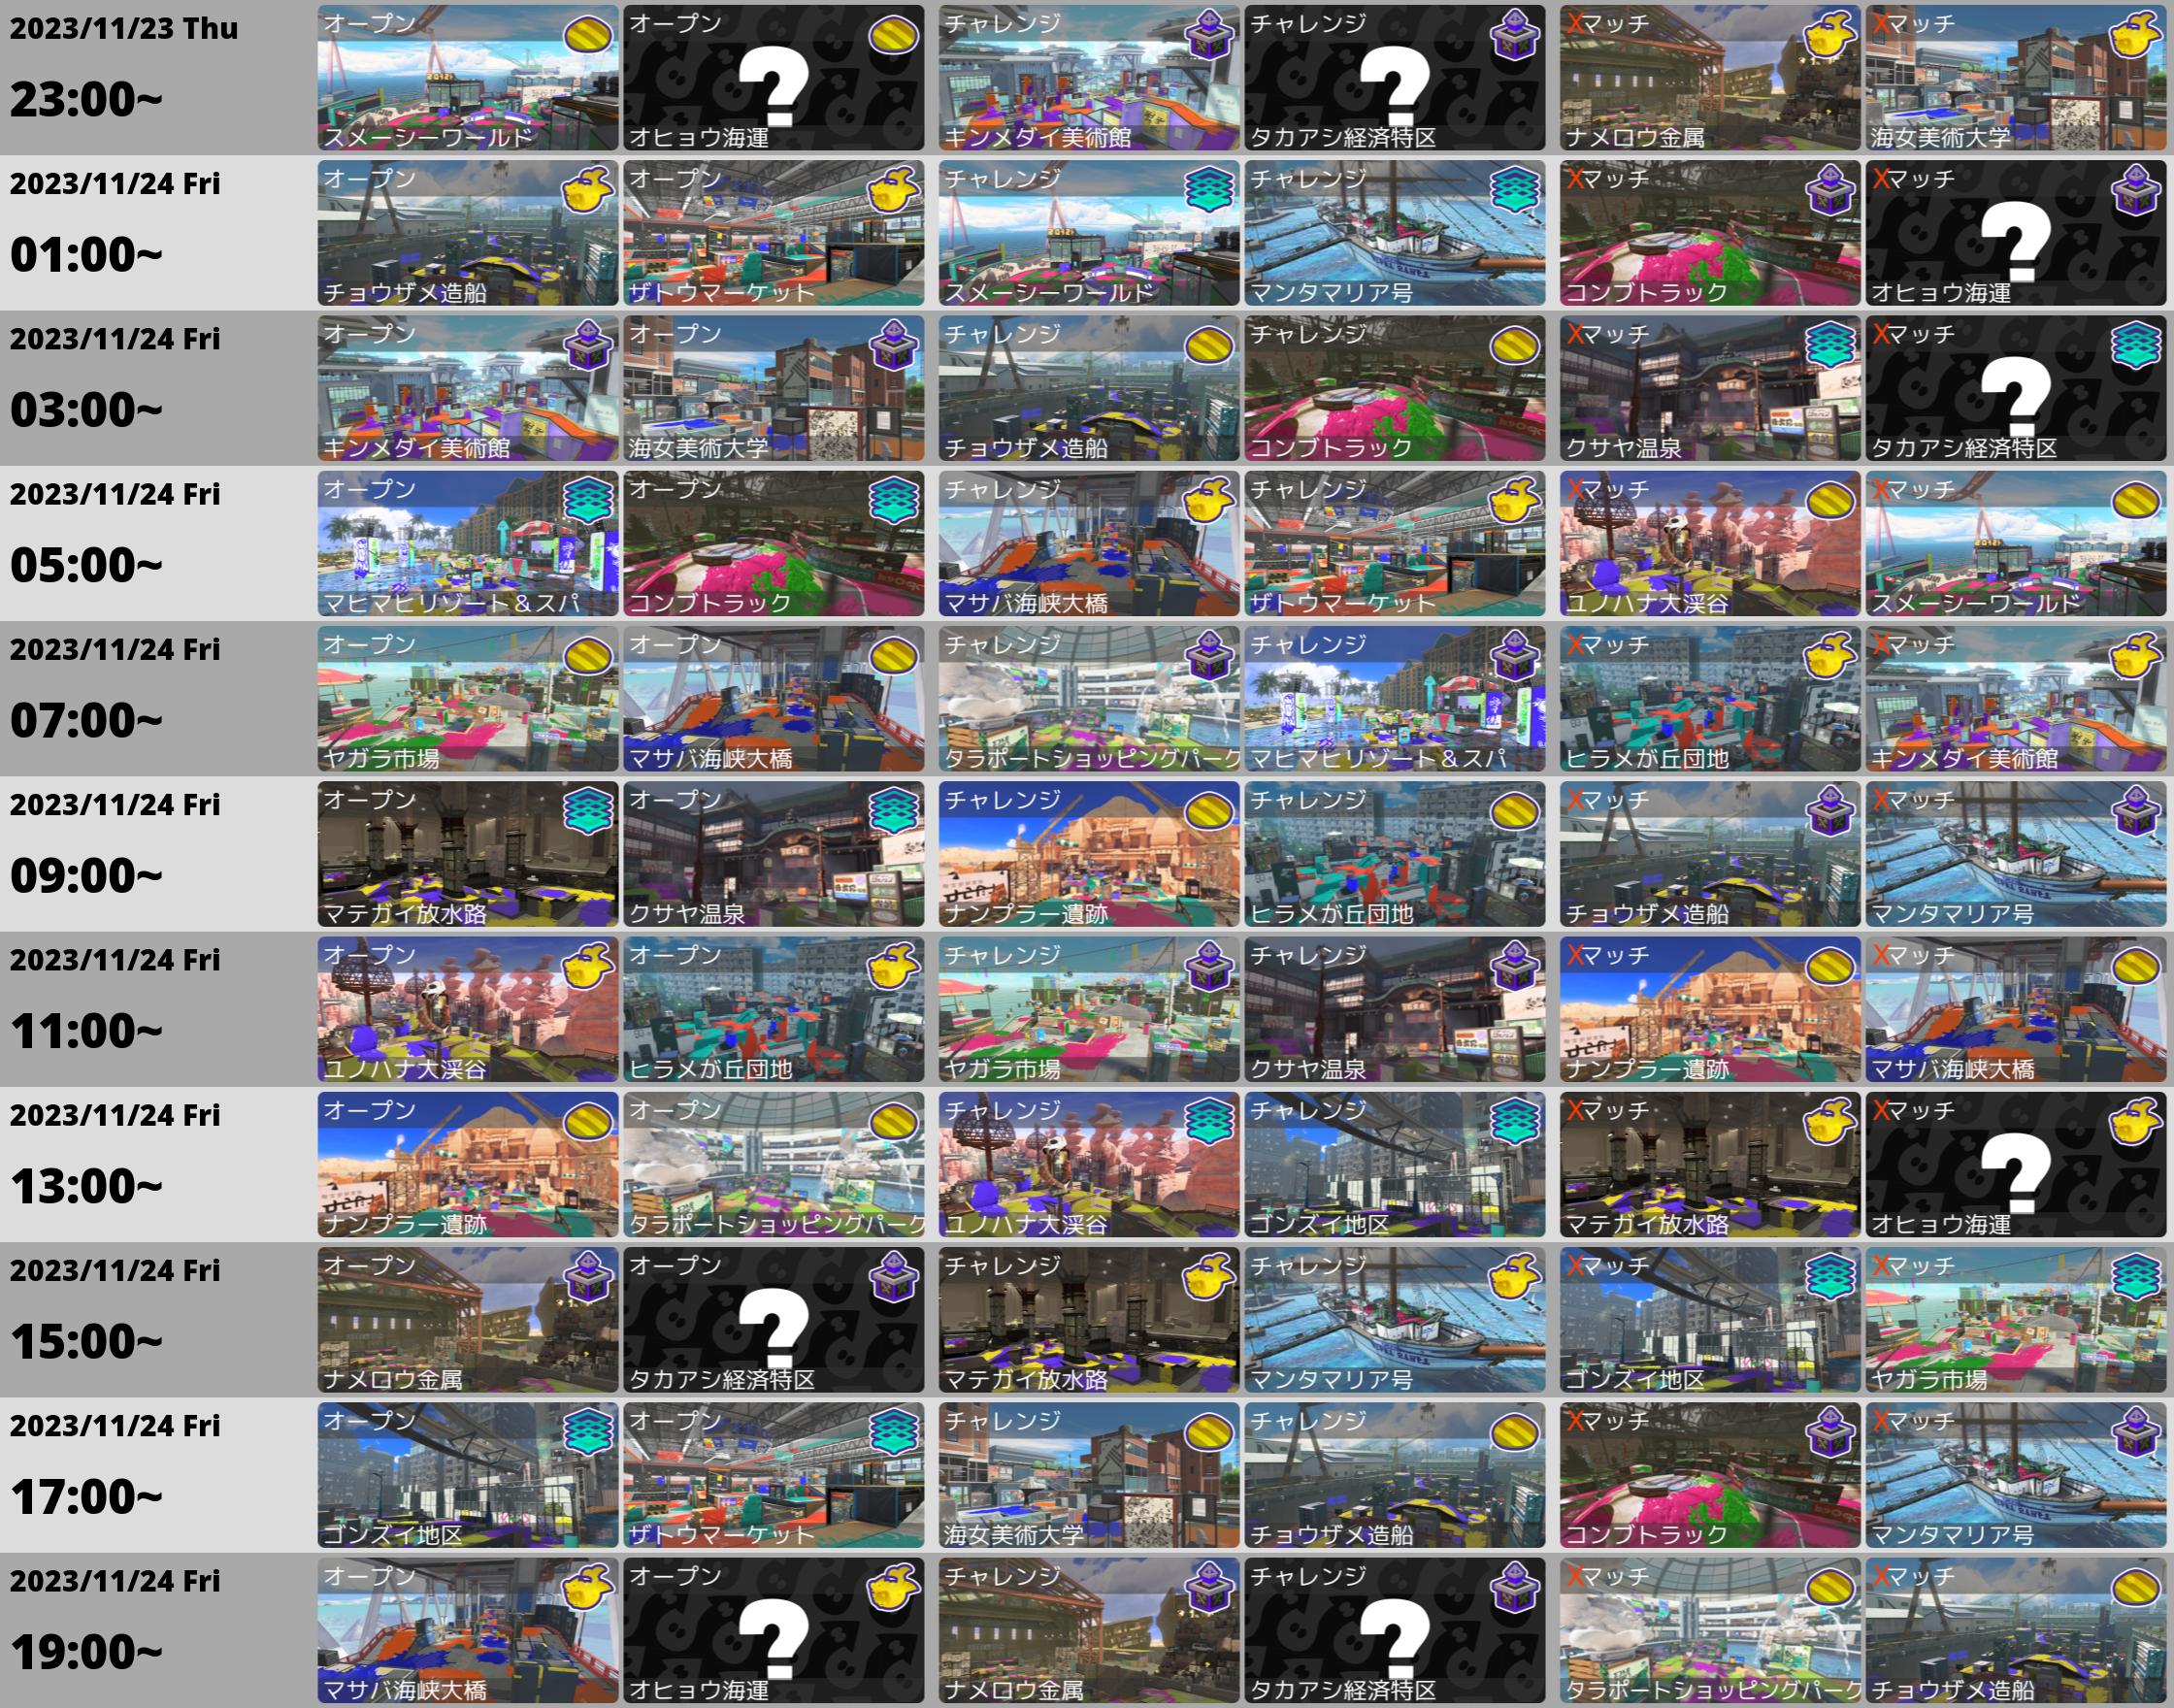 2023/11/23 Thu
23:00~
オープン
スメーシーワールド
オープン
オヒョウ海運
チャレンジ
キンメダイ美術館
チャレンジ
タカアシ経済特区
Xマッチ
ナメロウ金属
Xマッチ
海女美術大学
2023/11/24 Fri
01:00~
オープン
チョウザメ造船
オープン
ザトウマーケット
チャレンジ
スメーシーワールド
チャレンジ
マンタマリア号
Xマッチ
コンブトラック
Xマッチ
オヒョウ海運
2023/11/24 Fri
03:00~
オープン
キンメダイ美術館
オープン
海女美術大学
チャレンジ
チョウザメ造船
チャレンジ
コンブトラック
Xマッチ
クサヤ温泉
Xマッチ
タカアシ経済特区
2023/11/24 Fri
05:00~
オープン
マヒマヒリゾート＆スパ
オープン
コンブトラック
チャレンジ
マサバ海峡大橋
チャレンジ
ザトウマーケット
Xマッチ
ユノハナ大渓谷
Xマッチ
スメーシーワールド
2023/11/24 Fri
07:00~
オープン
ヤガラ市場
オープン
マサバ海峡大橋
チャレンジ
タラポートショッピングパーク
チャレンジ
マヒマヒリゾート＆スパ
Xマッチ
ヒラメが丘団地
Xマッチ
キンメダイ美術館
2023/11/24 Fri
09:00~
オープン
マテガイ放水路
オープン
クサヤ温泉
チャレンジ
ナンプラー遺跡
チャレンジ
ヒラメが丘団地
Xマッチ
チョウザメ造船
Xマッチ
マンタマリア号
2023/11/24 Fri
11:00~
オープン
ユノハナ大渓谷
オープン
ヒラメが丘団地
チャレンジ
ヤガラ市場
チャレンジ
クサヤ温泉
Xマッチ
ナンプラー遺跡
Xマッチ
マサバ海峡大橋
2023/11/24 Fri
13:00~
オープン
ナンプラー遺跡
オープン
タラポートショッピングパーク
チャレンジ
ユノハナ大渓谷
チャレンジ
ゴンズイ地区
Xマッチ
マテガイ放水路
Xマッチ
オヒョウ海運
2023/11/24 Fri
15:00~
オープン
ナメロウ金属
オープン
タカアシ経済特区
チャレンジ
マテガイ放水路
チャレンジ
マンタマリア号
Xマッチ
ゴンズイ地区
Xマッチ
ヤガラ市場
2023/11/24 Fri
17:00~
オープン
ゴンズイ地区
オープン
ザトウマーケット
チャレンジ
海女美術大学
チャレンジ
チョウザメ造船
Xマッチ
コンブトラック
Xマッチ
マンタマリア号
2023/11/24 Fri
19:00~
オープン
マサバ海峡大橋
オープン
オヒョウ海運
チャレンジ
ナメロウ金属
チャレンジ
タカアシ経済特区
Xマッチ
タラポートショッピングパーク
Xマッチ
チョウザメ造船